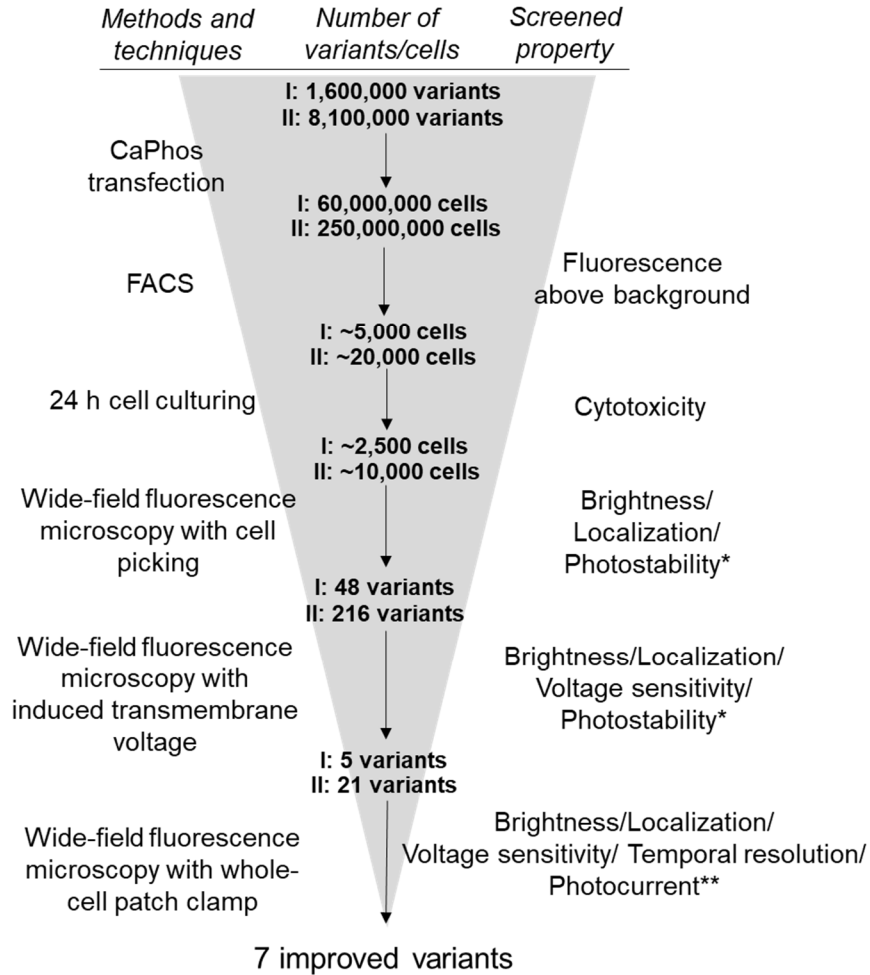 Methods and
techniques
Number of
variants/cells
Screened
property
I: 1,600,000 variants
II: 8,100,000 variants
CaPhos
transfection
I: 60,000,000 cells
II: 250,000,000 cells
FACS
Fluorescence
above background
I: ~5,000 cells
II: ~20,000 cells
24 h cell culturing
Cytotoxicity
I: ~2,500 cells
II: ~10,000 cells
Wide-field fluorescence
microscopy with cell
picking
Brightness/
Localization/
Photostability*
I: 48 variants
II: 216 variants
Wide-field fluorescence
microscopy with
induced transmembrane
voltage
Brightness/Localization/
Voltage sensitivity/
Photostability*
I: 5 variants
II: 21 variants
Wide-field fluorescence
microscopy with whole-
cell patch clamp
Brightness/Localization/
Voltage sensitivity/ Temporal resolution/
Photocurrent**
7 improved variants